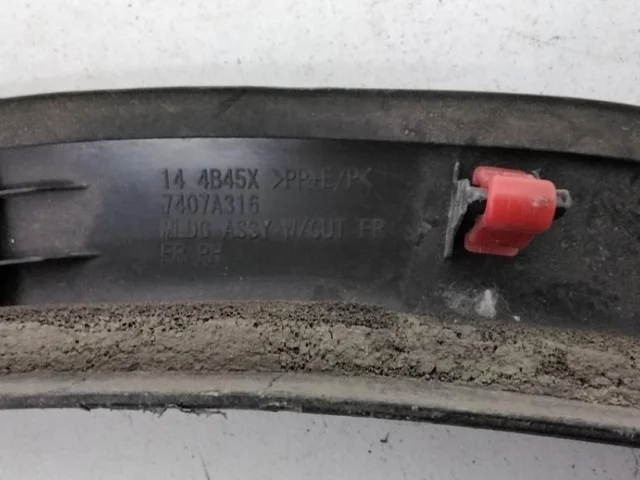 14 4B45X >PP+E/P<
7407A316
MLDG ASSY W/CUT FR
FR RH